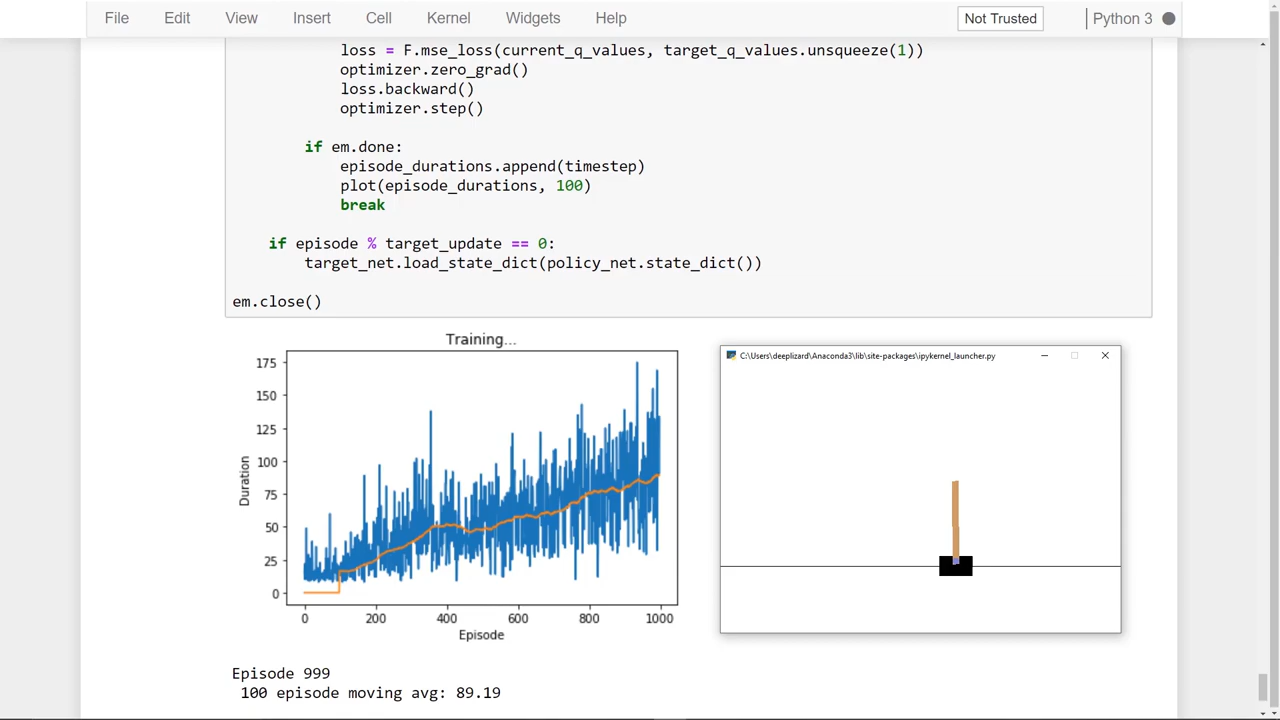 File Edit View Insert Cell Kernel Widgets Help Not Trusted Python 3
loss = F.mse_loss(current_q_values, target_q_values.unsqueeze(1))
optimizer.zero_grad()
loss.backward()
optimizer.step()
if em.done:
episode_durations.append(timestep)
plot(episode_durations, 100)
break
if episode % target_update == 0:
target_net.load_state_dict(policy_net.state_dict())
em.close()
Training...
175
150
125
100
75
50
25
0
Duration
0 200 400 600 800 1000
Episode
C:\Users\deeplizard\Anaconda3\lib\site-packages\ipykernel_launcher.py
Episode 999
100 episode moving avg: 89.19